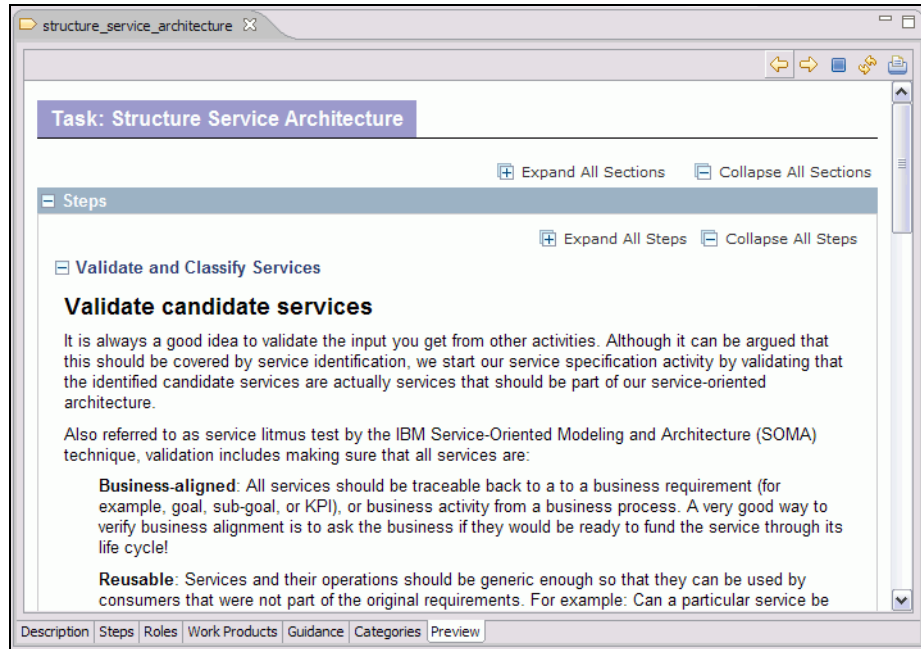 structure_service_architecture
Task: Structure Service Architecture
Expand All Sections Collapse All Sections
Steps
Expand All Steps Collapse All Steps
Validate and Classify Services
Validate candidate services
It is always a good idea to validate the input you get from other activities. Although it can be argued that
this should be covered by service identification, we start our service specification activity by validating that
the identified candidate services are actually services that should be part of our service-oriented
architecture.
Also referred to as service litmus test by the IBM Service-Oriented Modeling and Architecture (SOMA)
technique, validation includes making sure that all services are:
Business-aligned: All services should be traceable back to a to a business requirement (for
example, goal, sub-goal, or KPI), or business activity from a business process. A very good way to
verify business alignment is to ask the business if they would be ready to fund the service through its
life cycle!
Reusable: Services and their operations should be generic enough so that they can be used by
consumers that were not part of the original requirements. For example: Can a particular service be
Description Steps Roles Work Products Guidance Categories Preview